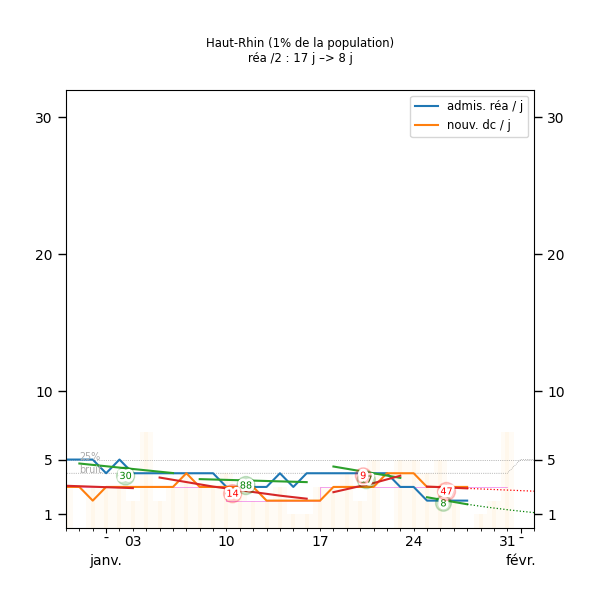 Haut-Rhin (1% de la population)
réa /2 : 17 j –> 8 j
admis. réa / j
nouv. dc / j
30 30
20 20
10 10
5 5
1 1
25%
bruit
30
14
88
9
47
8
03 10 17 24 31
janv. févr.